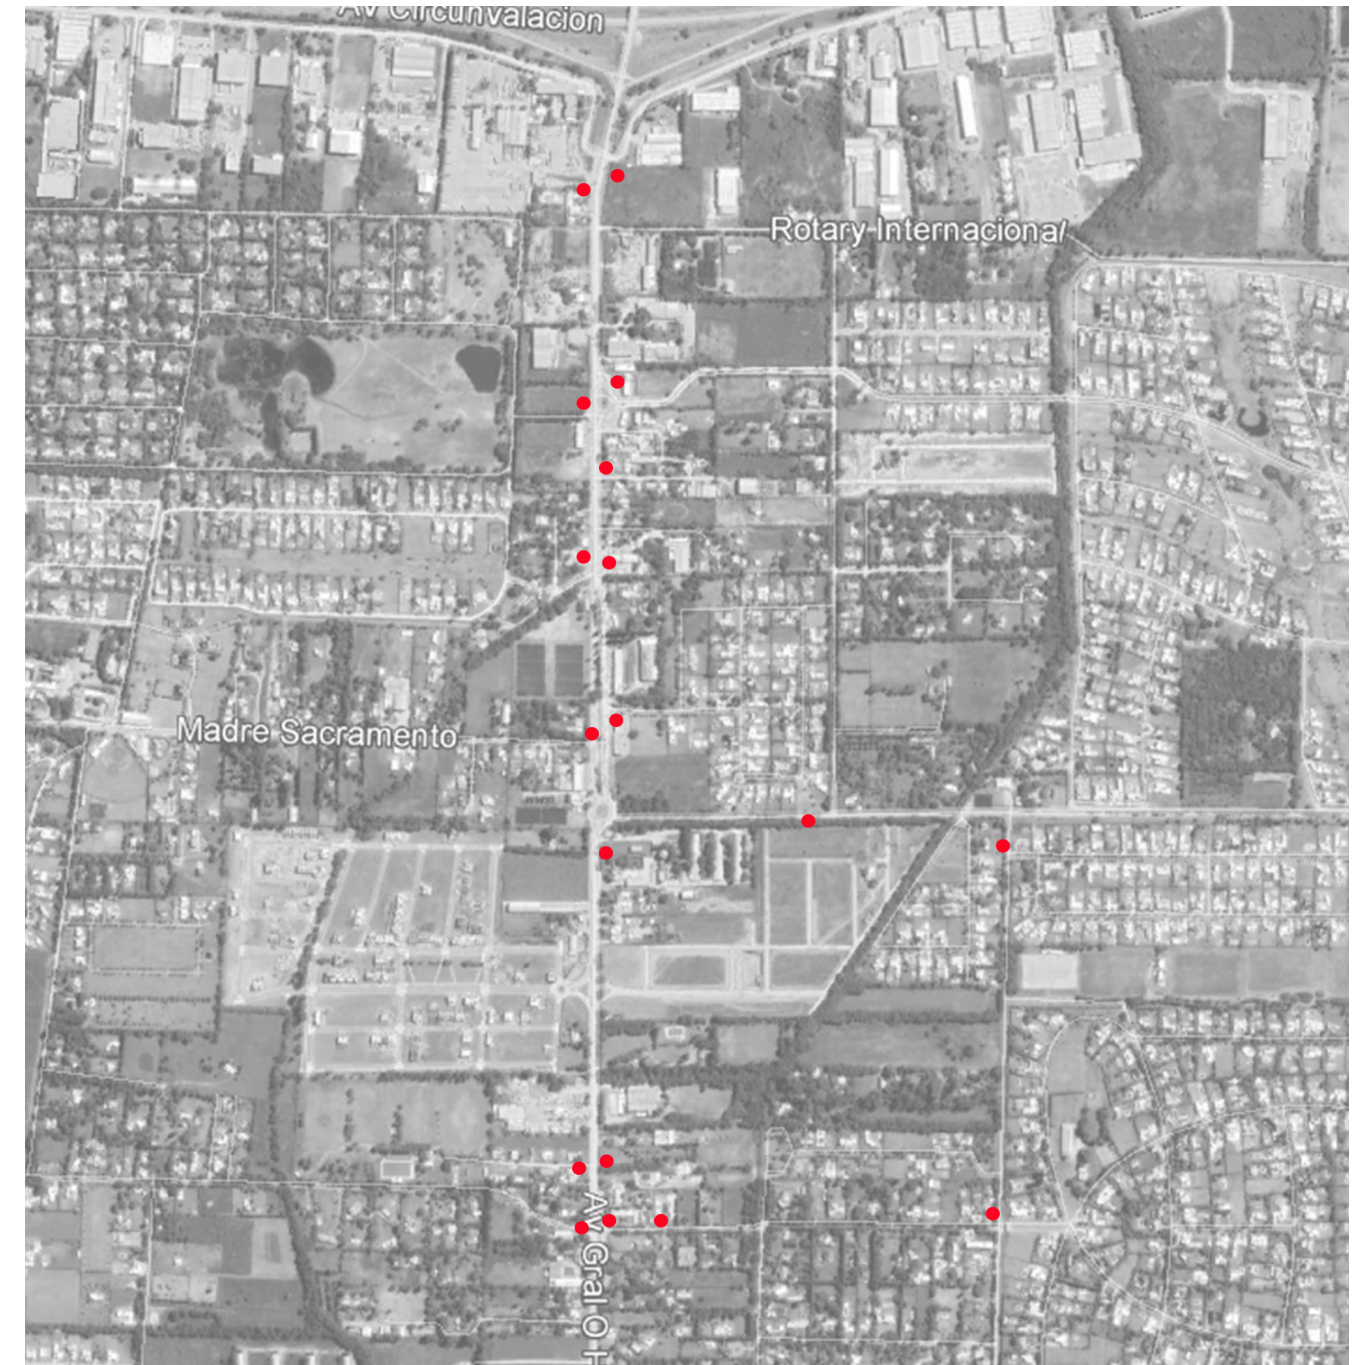 Av Circunvalacion
Rotary Internacional
Madre Sacramento
Av Gral O H